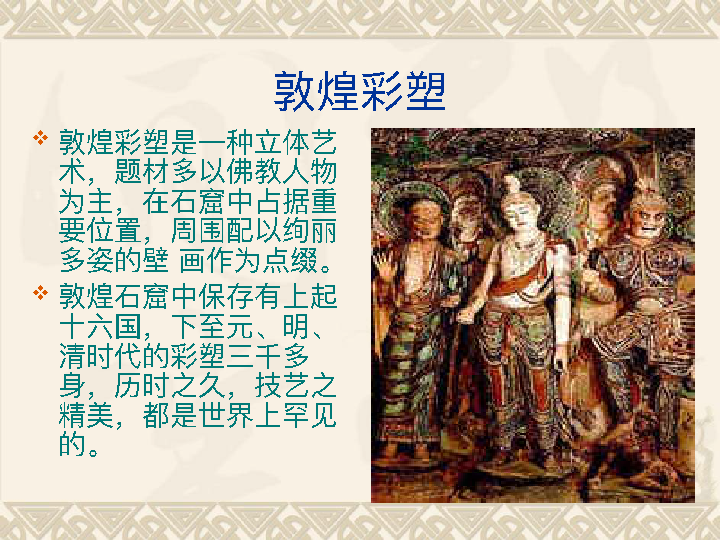 敦煌彩塑
敦煌彩塑是一种立体艺
术，题材多以佛教人物
为主，在石窟中占据重
要位置，周围配以绚丽
多姿的壁 画作为点缀。
敦煌石窟中保存有上起
十六国，下至元、明、
清时代的彩塑三千多
身，历时之久，技艺之
精美，都是世界上罕见
的。